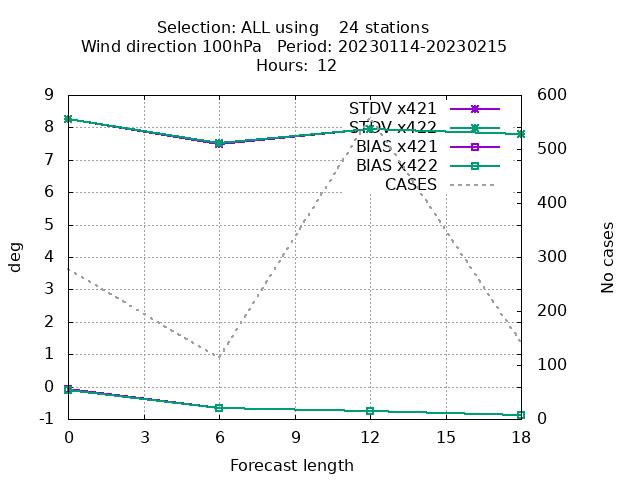 Selection: ALL using    24 stations
Wind direction 100hPa   Period: 20230114-20230215
Hours: 12
STDV x421
STDV x422
BIAS x421
BIAS x422
CASES
9
8
7
6
5
4
3
2
1
0
-1
600
500
400
300
200
100
0
deg
No cases
0 3 6 9 12 15 18
Forecast length